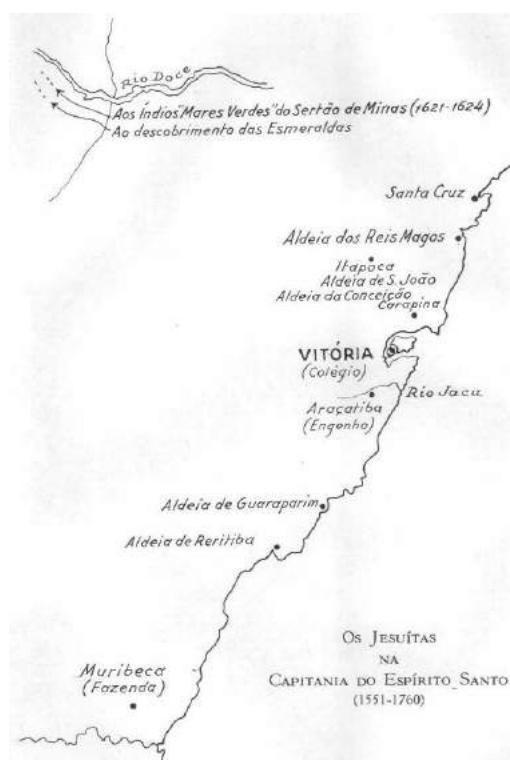 Rio Doce
Aos Índios "Mares Verdes" do Sertão de Minas (1621-1624)
Ao descobrimento das Esmeraldas
Santa Cruz
Aldeia dos Reis Magos
Itapoca
Aldeia de S. João
Aldeia da Conceição
Carapina
VITÓRIA
(Colégio)
Rio Jacu
Araçatiba
(Engenho)
Aldeia de Guaraparim
Aldeia de Reritiba
Os Jesuítas
na
Capitania do Espírito Santo
(1551-1760)
Muribeca
(Fazenda)